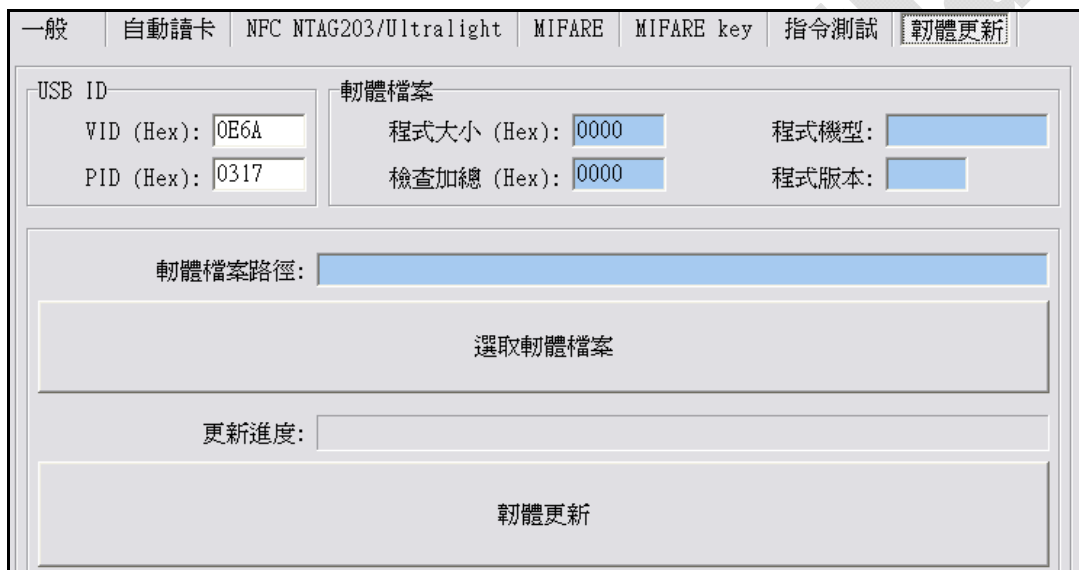 一般 自動讀卡 NFC NTAG203/Ultralight MIFARE MIFARE key 指令測試 韌體更新
USB ID 軔體檔案
VID (Hex): 0E6A 程式大小 (Hex): 0000 程式機型:
PID (Hex): 0317 檢查加總 (Hex): 0000 程式版本:
軔體檔案路徑:
選取軔體檔案
更新進度:
韌體更新